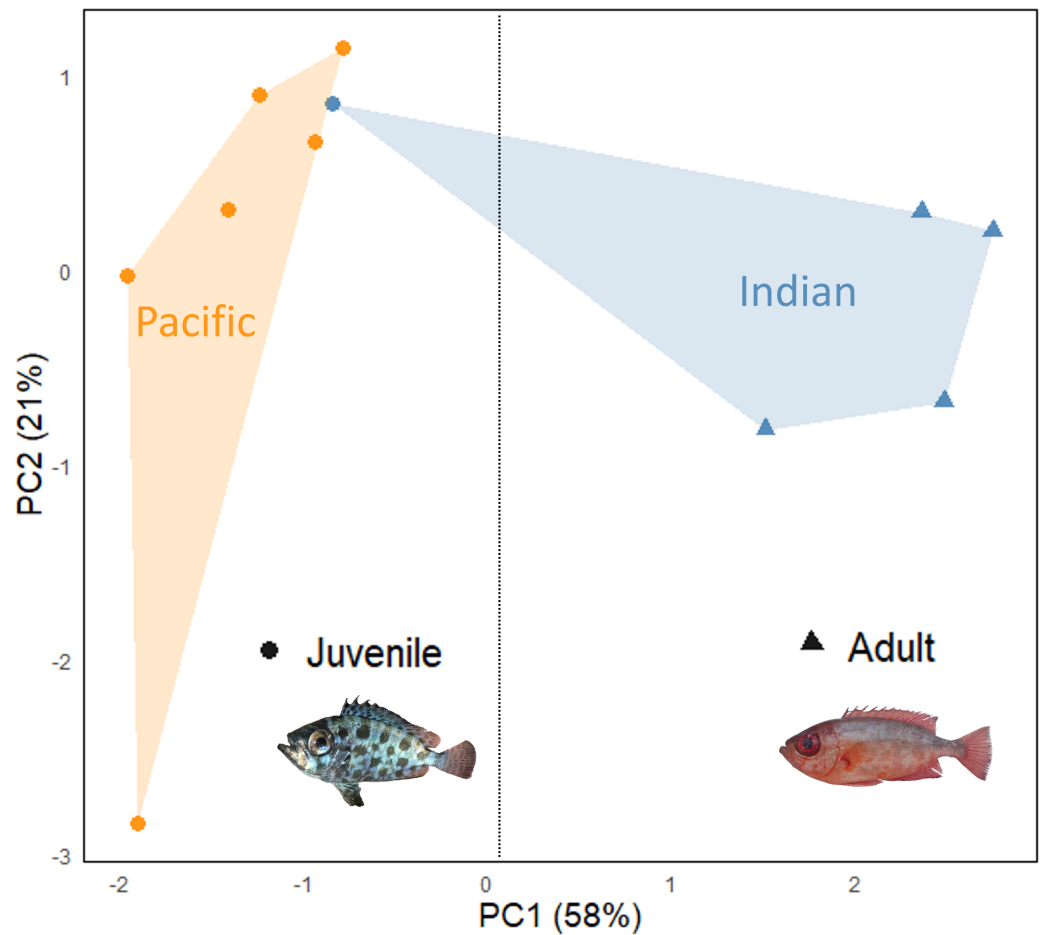 1
0
-1
-2
-3
PC2 (21%)
Pacific
Indian
Juvenile
Adult
-2
-1
0
1
2
PC1 (58%)